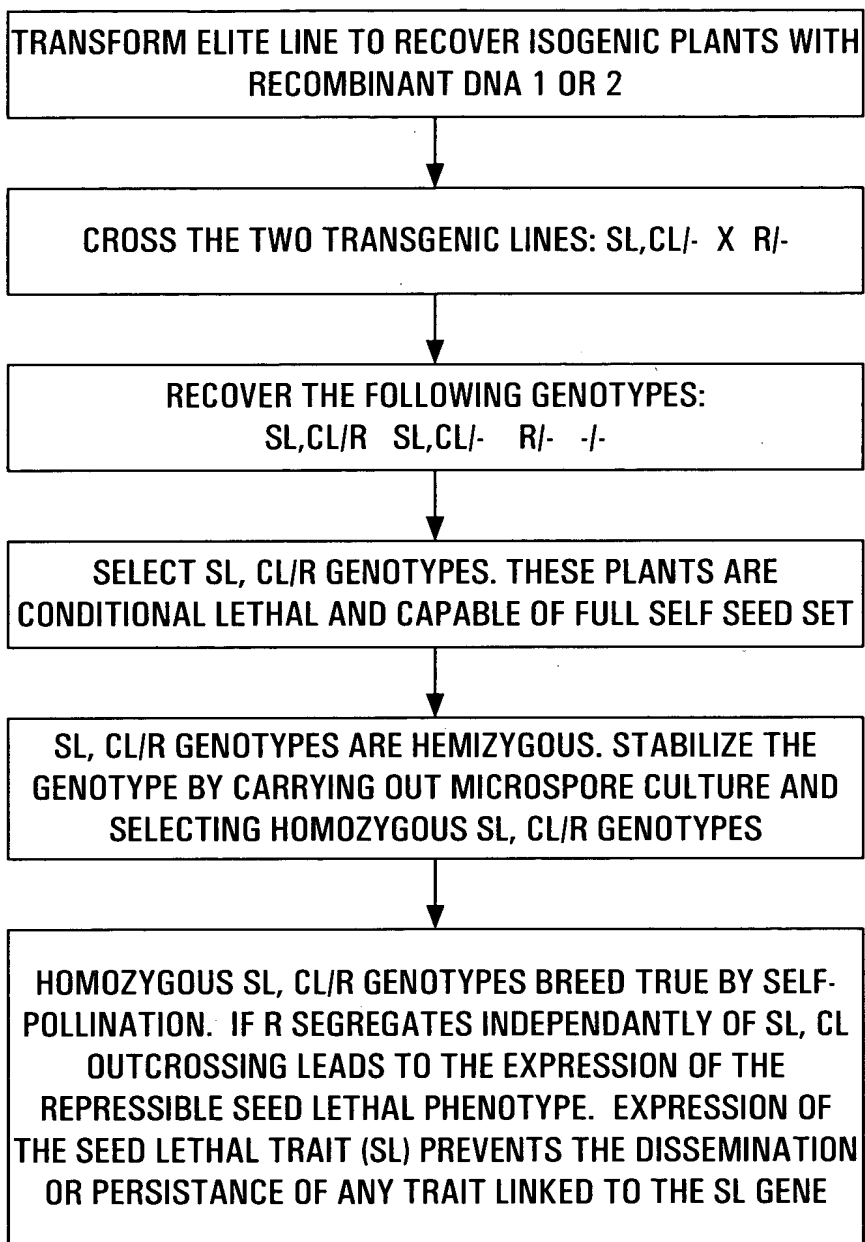 TRANSFORM ELITE LINE TO RECOVER ISOGENIC PLANTS WITH
RECOMBINANT DNA 1 OR 2
CROSS THE TWO TRANSGENIC LINES: SL,CL/- X R/-
RECOVER THE FOLLOWING GENOTYPES:
SL,CL/R SL,CL/- R/- -/-
SELECT SL, CL/R GENOTYPES. THESE PLANTS ARE
CONDITIONAL LETHAL AND CAPABLE OF FULL SELF SEED SET
SL, CL/R GENOTYPES ARE HEMIZYGOUS. STABILIZE THE
GENOTYPE BY CARRYING OUT MICROSPORE CULTURE AND
SELECTING HOMOZYGOUS SL, CL/R GENOTYPES
HOMOZYGOUS SL, CL/R GENOTYPES BREED TRUE BY SELF-
POLLINATION. IF R SEGREGATES INDEPENDANTLY OF SL, CL
OUTCROSSING LEADS TO THE EXPRESSION OF THE
REPRESSIBLE SEED LETHAL PHENOTYPE. EXPRESSION OF
THE SEED LETHAL TRAIT (SL) PREVENTS THE DISSEMINATION
OR PERSISTANCE OF ANY TRAIT LINKED TO THE SL GENE